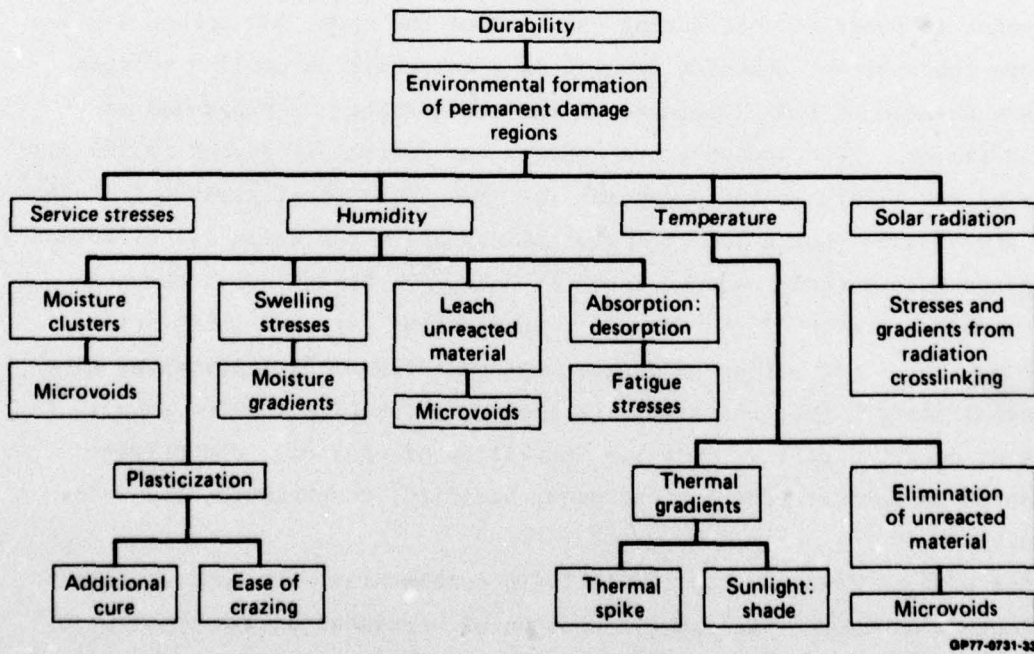 Durability
Environmental formation
of permanent damage
regions
Service stresses
Humidity
Temperature
Solar radiation
Moisture
clusters
Microvoids
Swelling
stresses
Moisture
gradients
Leach
unreacted
material
Microvoids
Absorption:
desorption
Fatigue
stresses
Stresses and
gradients from
radiation
crosslinking
Plasticization
Additional
cure
Ease of
crazing
Thermal
gradients
Thermal
spike
Sunlight:
shade
Elimination
of unreacted
material
Microvoids